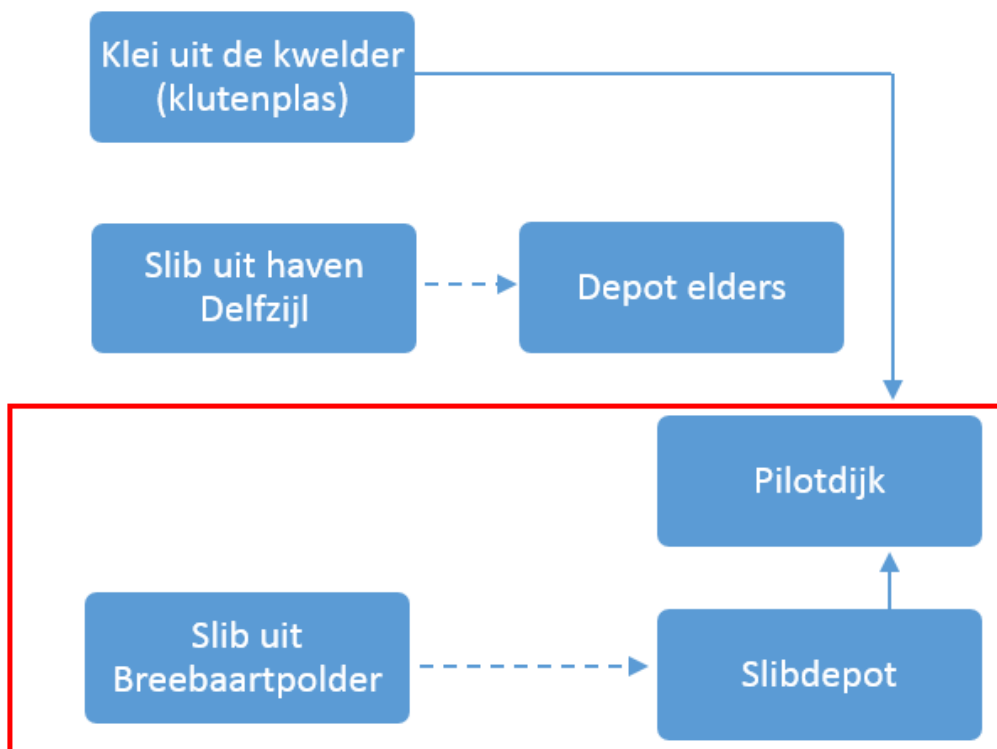 Klei uit de kwelder
(klutenplas)
Slib uit haven
Delfzijl
Depot elders
Pilotdijk
Slib uit
Breebaartpolder
Slibdepot